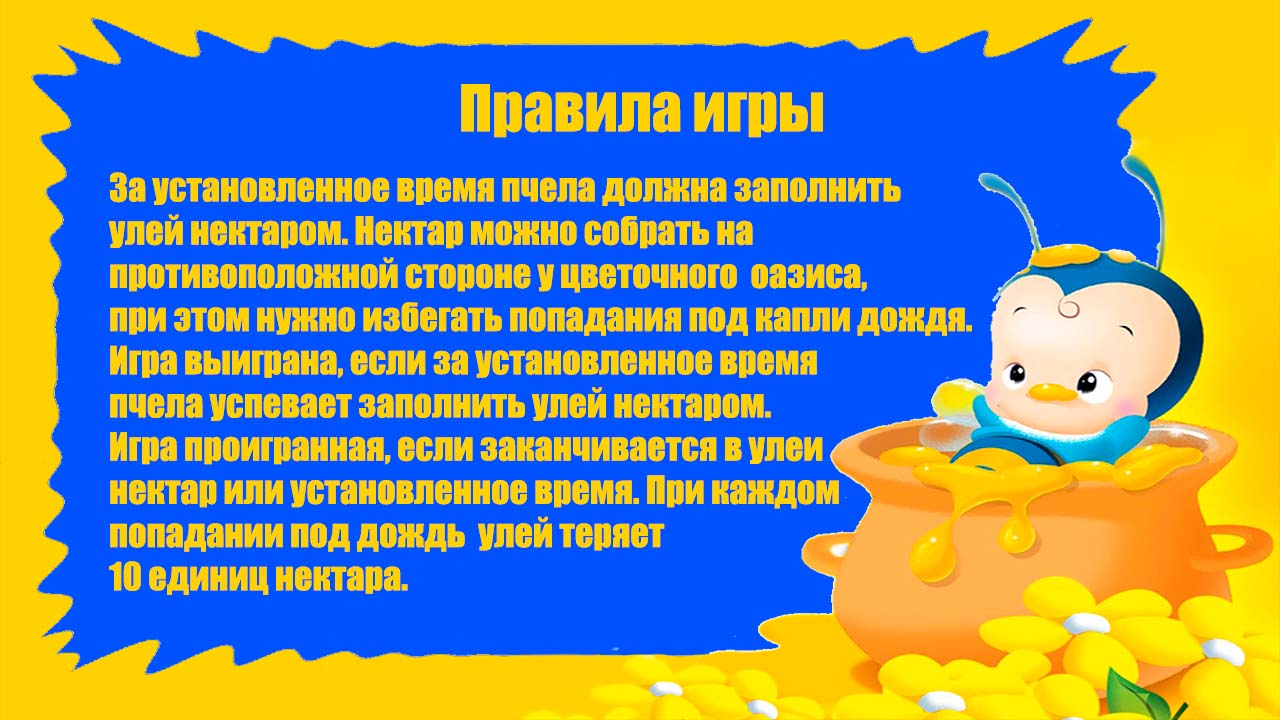 Правила игры
За установленное время пчела должна заполнить
улей нектаром. Нектар можно собрать на
противоположной стороне у цветочного  оазиса,
при этом нужно избегать попадания под капли дождя.
Игра выиграна, если за установленное время
пчела успевает заполнить улей нектаром.
Игра проигранная, если заканчивается в улеи
нектар или установленное время. При каждом
попадании под дождь  улей теряет
10 единиц нектара.